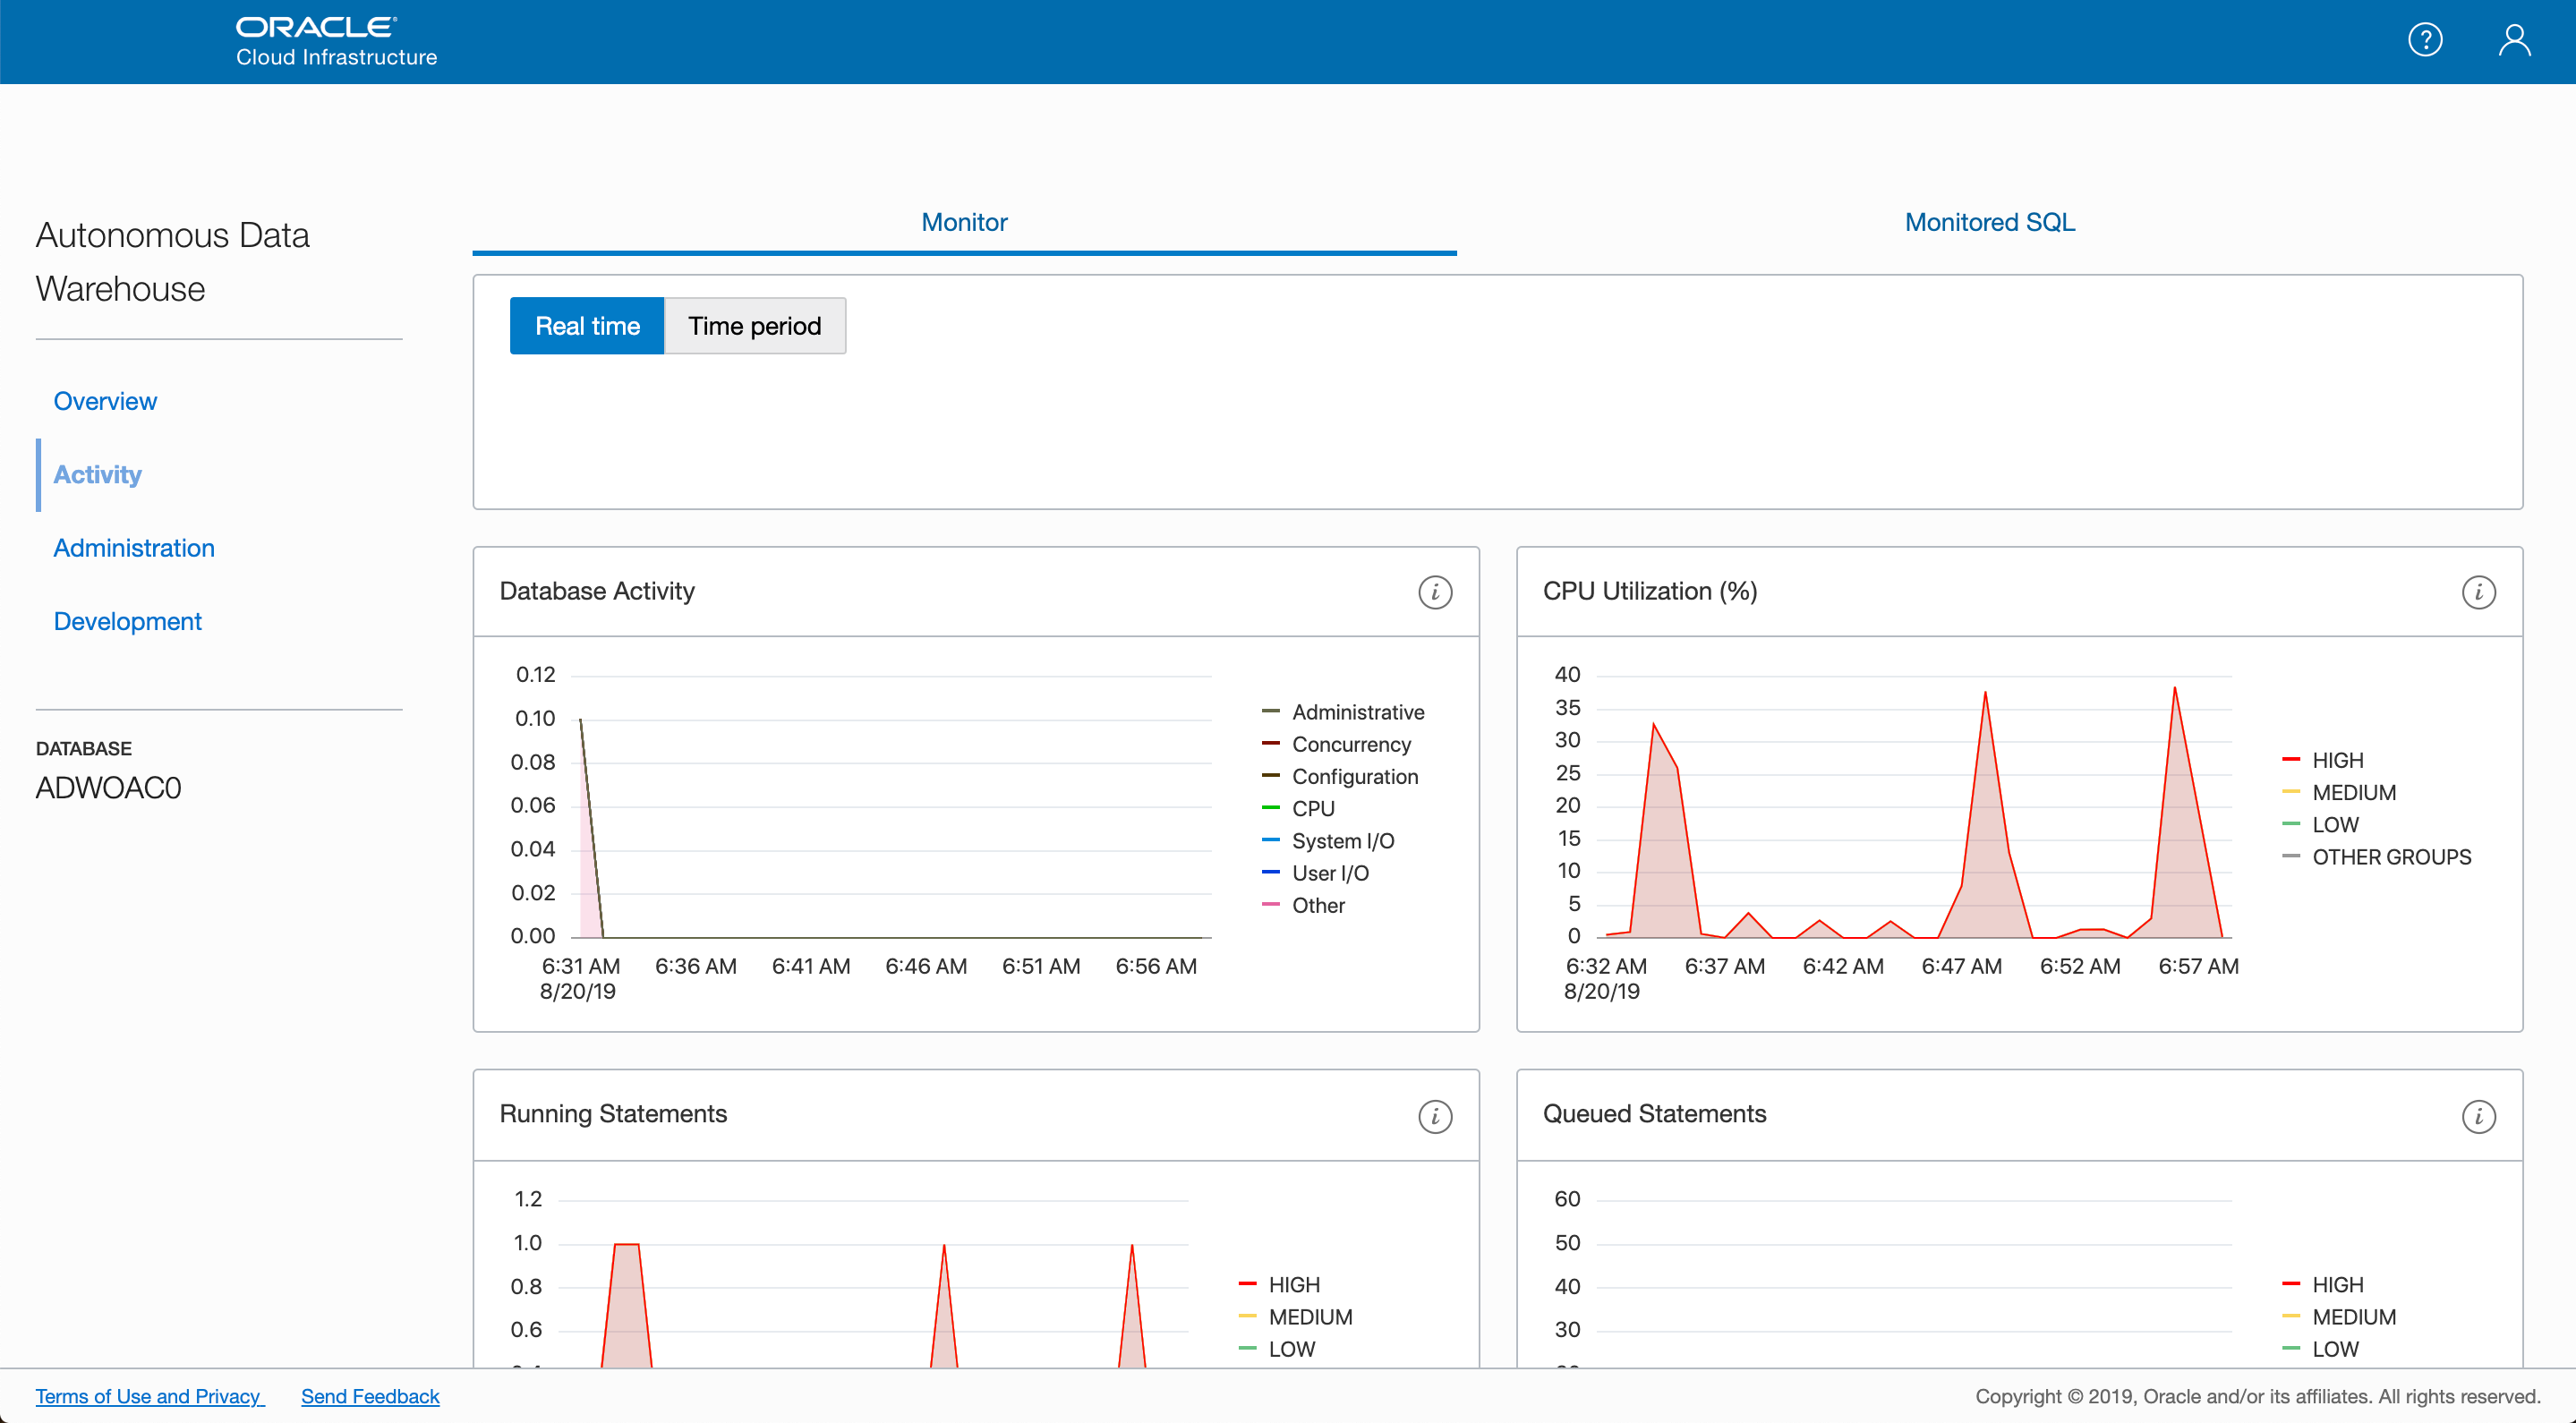 ORACLE
Cloud Infrastructure
Autonomous Data
Warehouse
Overview
Activity
Administration
Development
DATABASE
ADWOAC0
Monitor
Monitored SQL
Real time
Time period
Database Activity
0.12
0.10
0.08
0.06
0.04
0.02
0.00
6:31 AM 6:36 AM 6:41 AM 6:46 AM 6:51 AM 6:56 AM
8/20/19
Administrative
Concurrency
Configuration
CPU
System I/O
User I/O
Other
CPU Utilization (%)
40
35
30
25
20
15
10
5
0
6:32 AM 6:37 AM 6:42 AM 6:47 AM 6:52 AM 6:57 AM
8/20/19
HIGH
MEDIUM
LOW
OTHER GROUPS
Running Statements
1.2
1.0
0.8
0.6
HIGH
MEDIUM
LOW
Queued Statements
60
50
40
30
HIGH
MEDIUM
LOW
Terms of Use and Privacy
Send Feedback
Copyright © 2019, Oracle and/or its affiliates. All rights reserved.